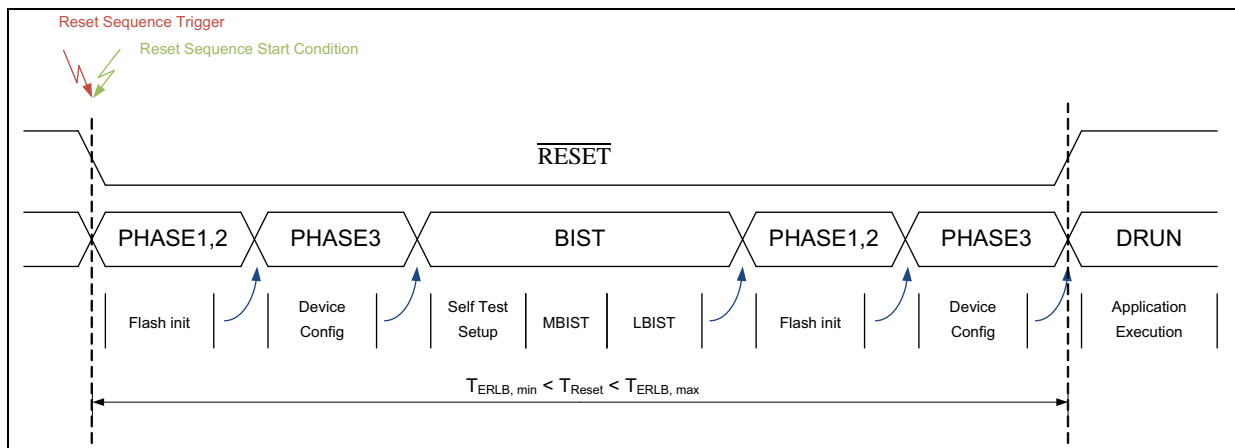 Reset Sequence Trigger
Reset Sequence Start Condition
RESET
PHASE1,2
PHASE3
BIST
PHASE1,2
PHASE3
DRUN
Flash init
Device
Config
Self Test
Setup
MBIST
LBIST
Flash init
Device
Config
Application
Execution
TERLB, min < TReset < TERLB, max